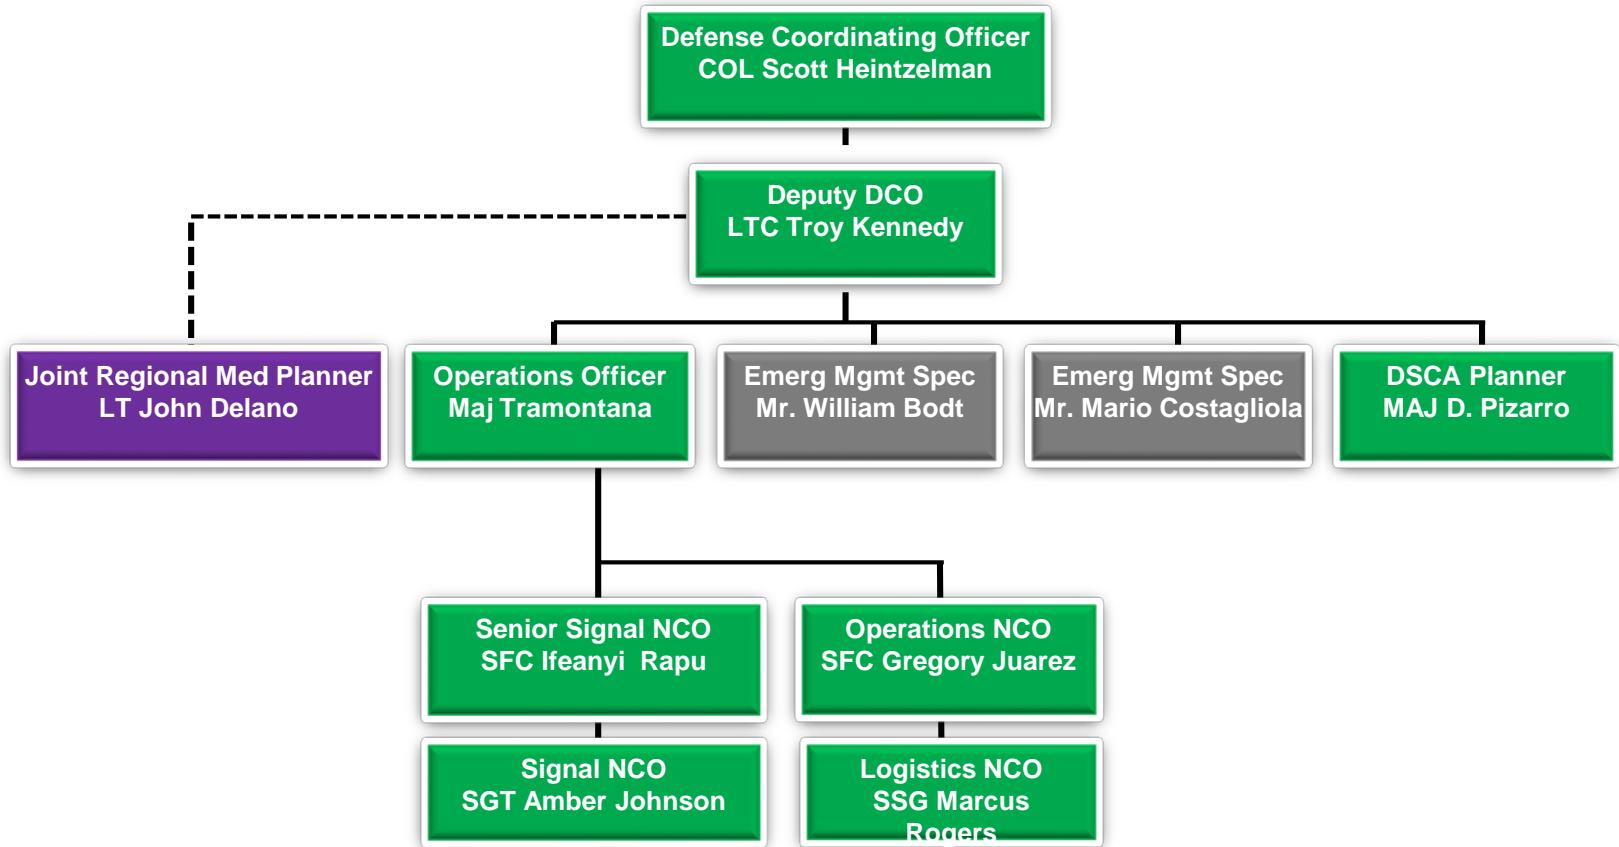 Defense Coordinating Officer
COL Scott Heintzelman
Deputy DCO
LTC Troy Kennedy
Joint Regional Med Planner
LT John Delano
Operations Officer
Maj Tramontana
Emerg Mgmt Spec
Mr. William Bodt
Emerg Mgmt Spec
Mr. Mario Costagliola
DSCA Planner
MAJ D. Pizarro
Senior Signal NCO
SFC Ifeanyi  Rapu
Operations NCO
SFC Gregory Juarez
Signal NCO
SGT Amber Johnson
Logistics NCO
SSG Marcus
Rogers